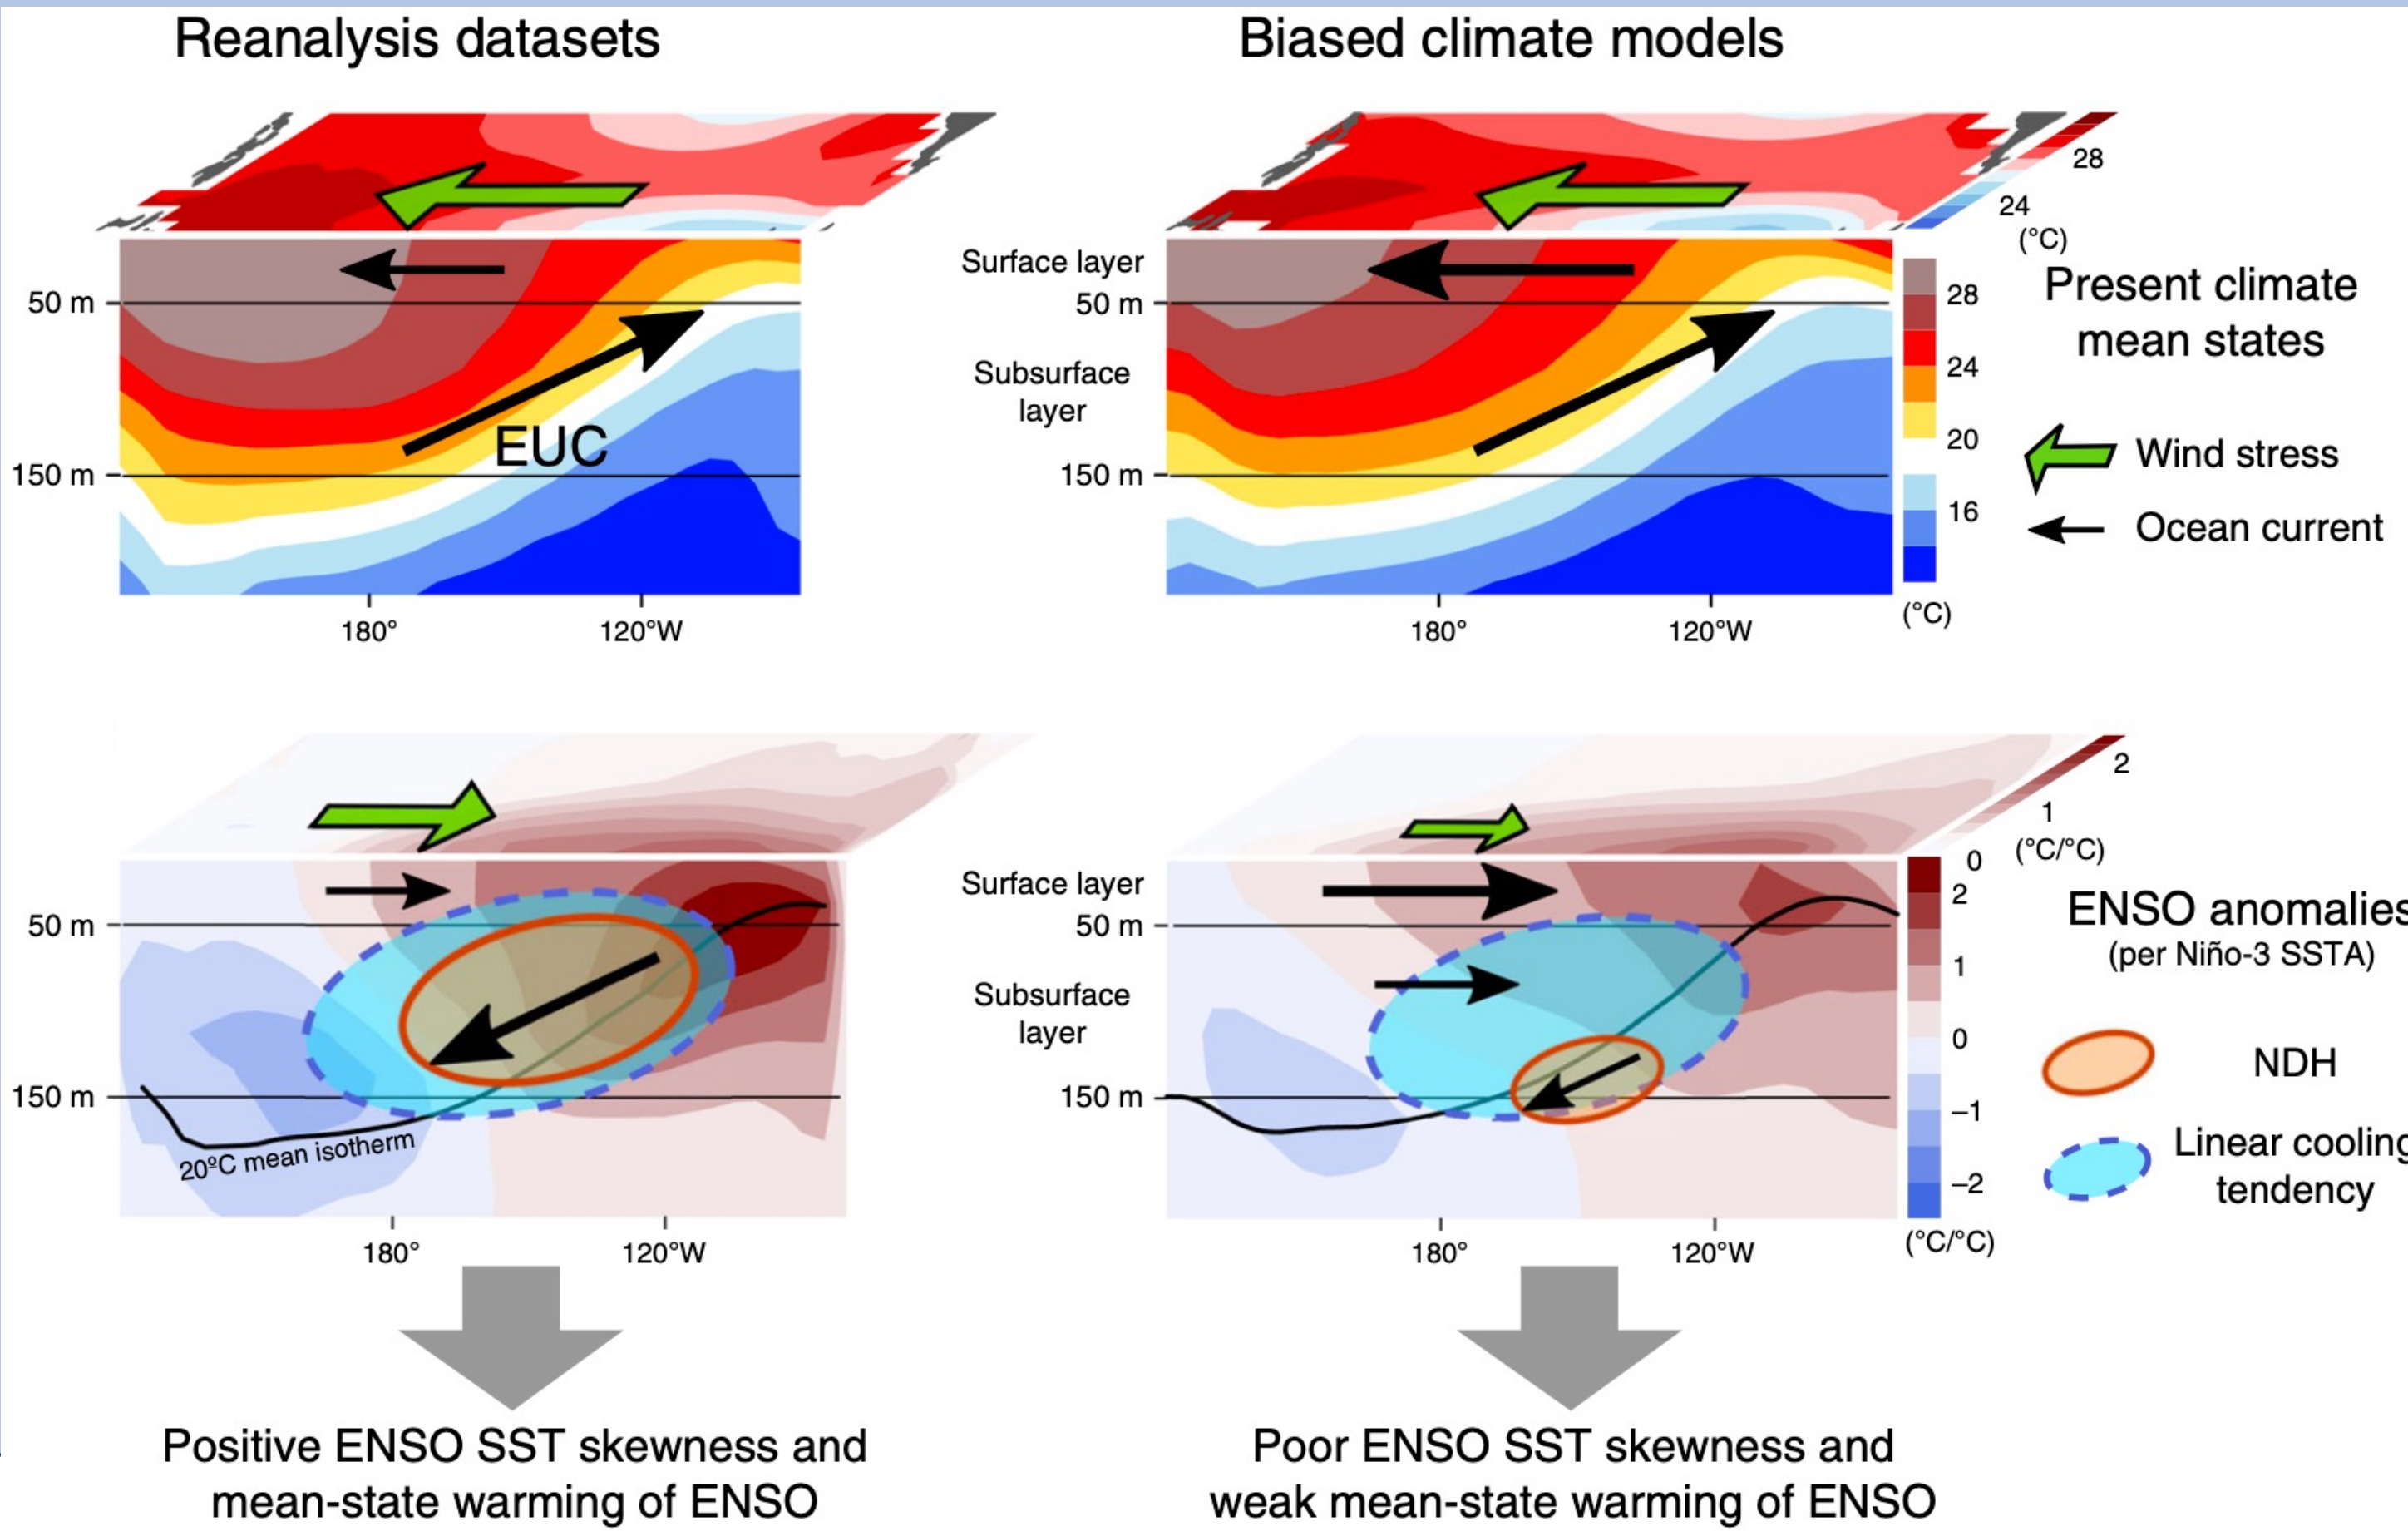 Reanalysis datasets
Biased climate models
28
24
(°C)
Surface layer
50 m
50 m
Subsurface
layer
EUC
150 m
150 m
28
24
20
16
(°C)
Present climate
mean states
Wind stress
Ocean current
180°
120°W
180°
120°W
2
1
(°C/°C)
Surface layer
50 m
50 m
Subsurface
layer
150 m
150 m
20ºC mean isotherm
0
2
1
0
−1
−2
(°C/°C)
ENSO anomalies
(per Niño-3 SSTA)
NDH
Linear cooling
tendency
180°
120°W
180°
120°W
Positive ENSO SST skewness and
mean-state warming of ENSO
Poor ENSO SST skewness and
weak mean-state warming of ENSO